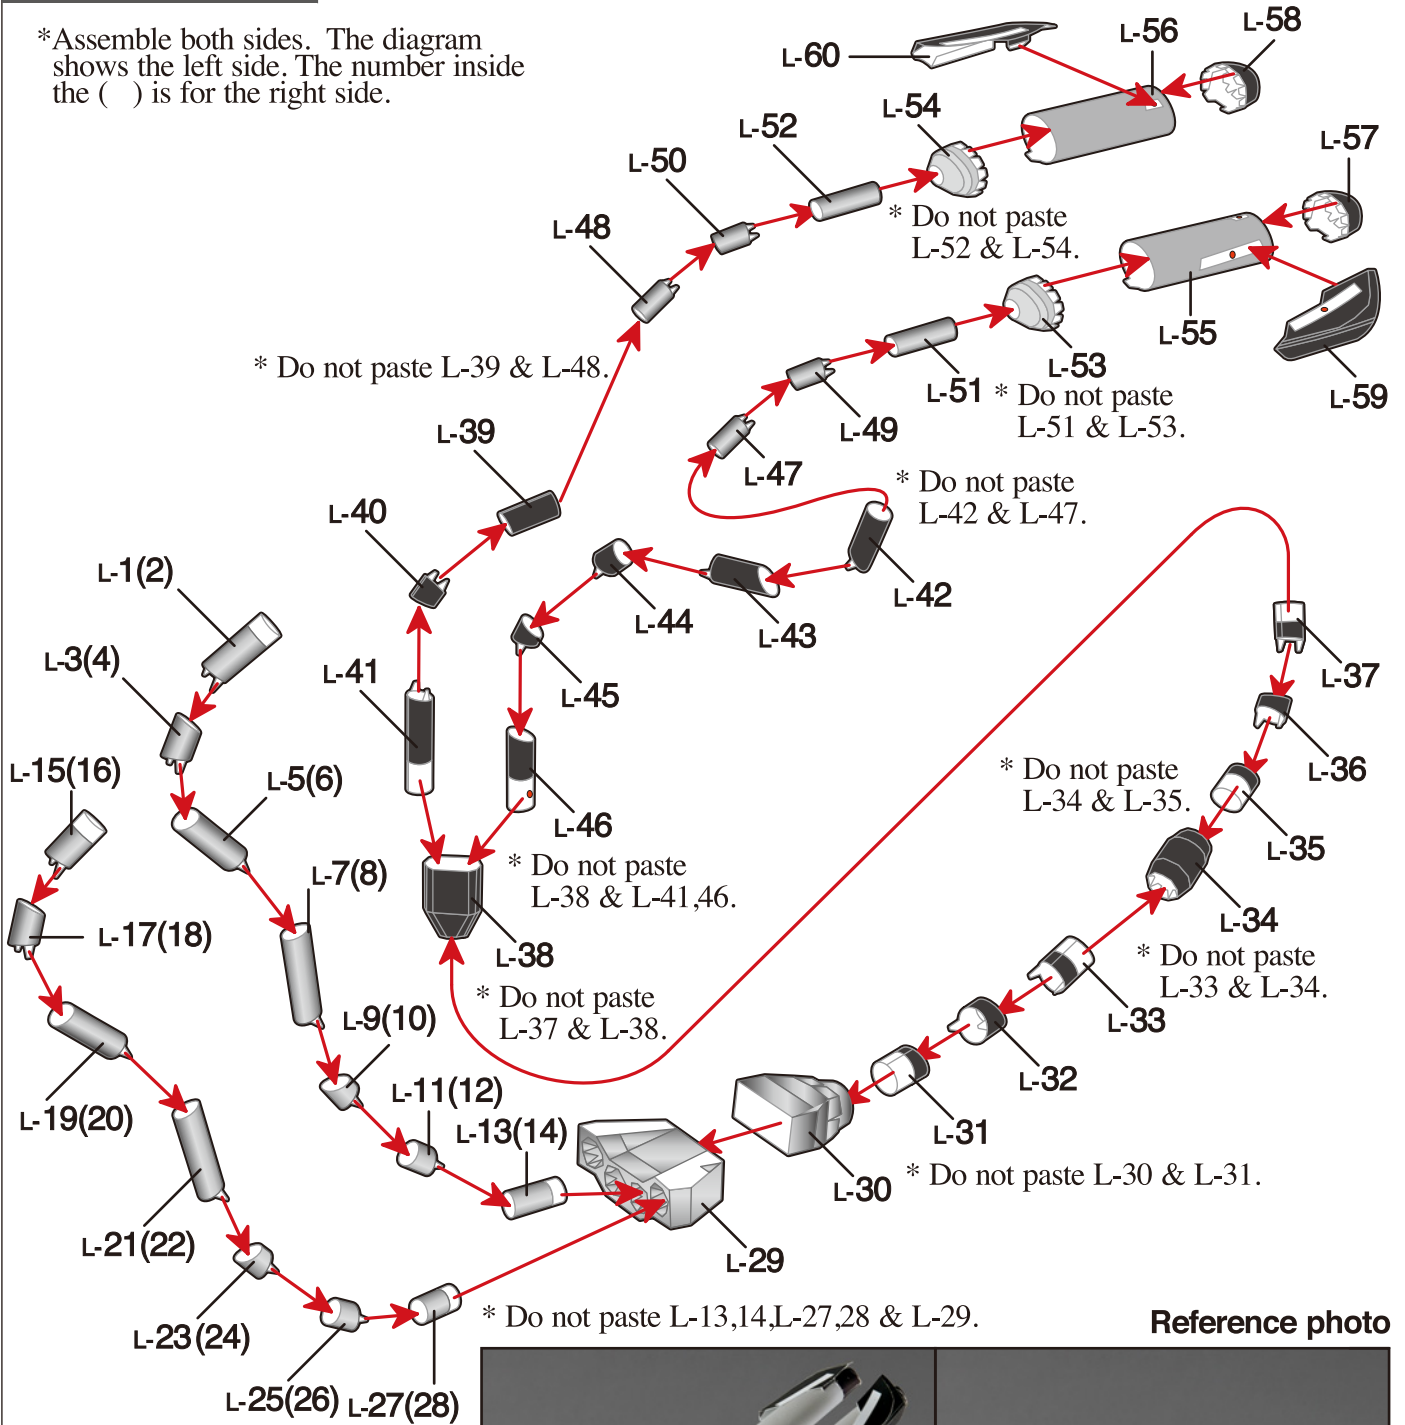 *Assemble both sides. The diagram
shows the left side. The number inside
the (  ) is for the right side.
L-60
L-56
L-58
L-54
L-52
L-50
L-57
L-48
* Do not paste
L-52 & L-54.
L-55
L-53
L-59
* Do not paste L-39 & L-48.
L-51
* Do not paste
L-51 & L-53.
L-49
L-47
L-39
* Do not paste
L-42 & L-47.
L-40
L-42
L-44
L-43
L-1(2)
L-3(4)
L-41
L-45
L-37
L-36
L-15(16)
L-5(6)
* Do not paste
L-34 & L-35.
L-46
L-35
L-7(8)
* Do not paste
L-38 & L-41,46.
L-34
L-17(18)
L-38
* Do not paste
L-33 & L-34.
* Do not paste
L-37 & L-38.
L-33
L-9(10)
L-32
L-11(12)
L-19(20)
L-13(14)
L-31
L-30
* Do not paste L-30 & L-31.
L-21(22)
L-29
L-23(24)
* Do not paste L-13,14,L-27,28 & L-29.
L-25(26)
L-27(28)
Reference photo